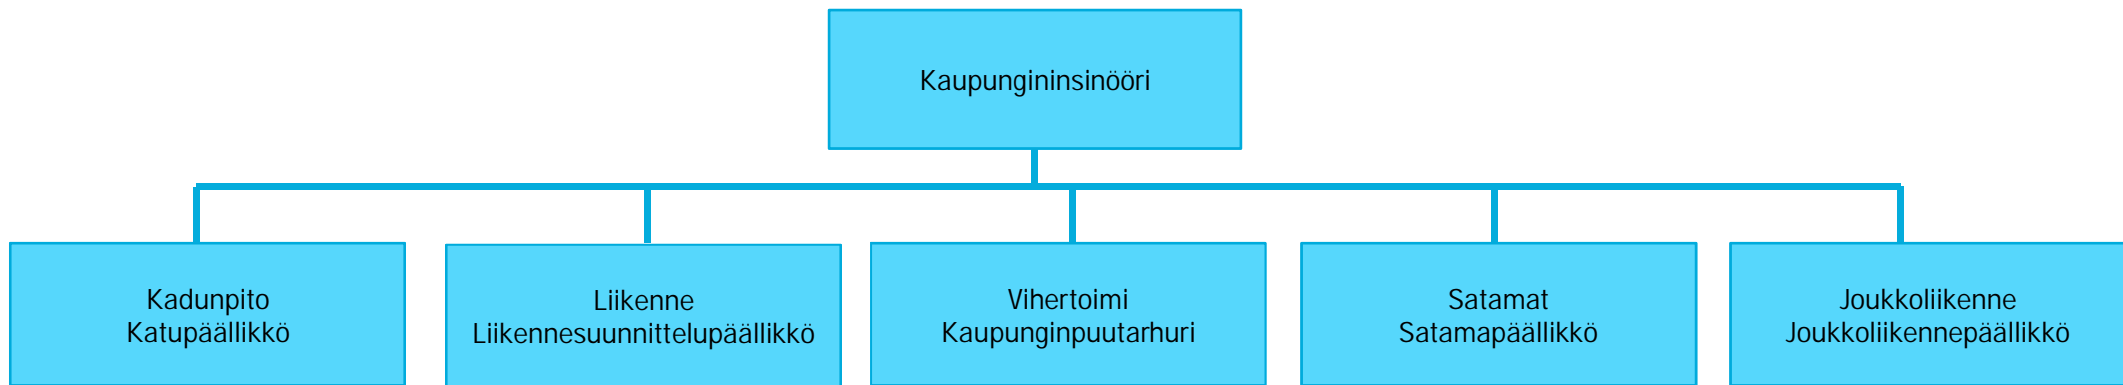 Kaupungininsinööri
Kadunpito
Katupäällikkö
Liikenne
Liikennesuunnittelupäällikkö
Vihertoimi
Kaupunginpuutarhuri
Satamat
Satamapäällikkö
Joukkoliikenne
Joukkoliikennepäällikkö